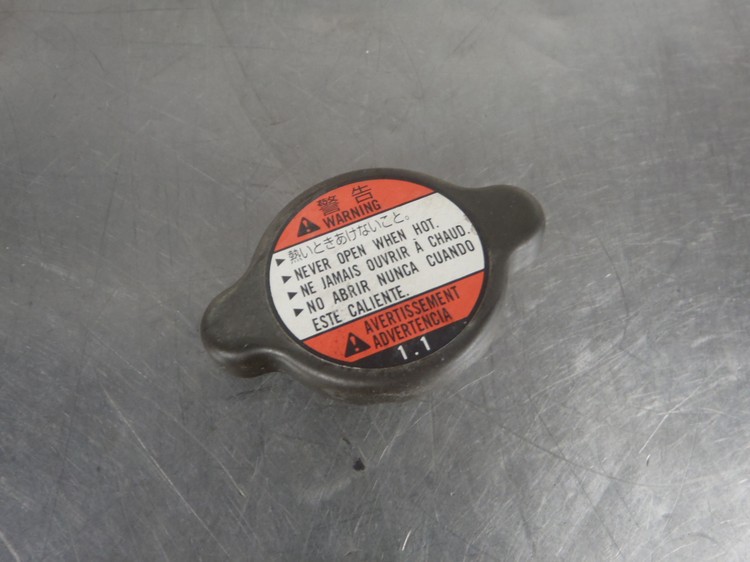 警告
WARNING
▶熱いときあけないこと。
▶NEVER OPEN WHEN HOT.
▶NE JAMAIS OUVRIR À CHAUD.
▶NO ABRIR NUNCA CUANDO
ESTE CALIENTE.
AVERTISSEMENT
ADVERTENCIA
1.1